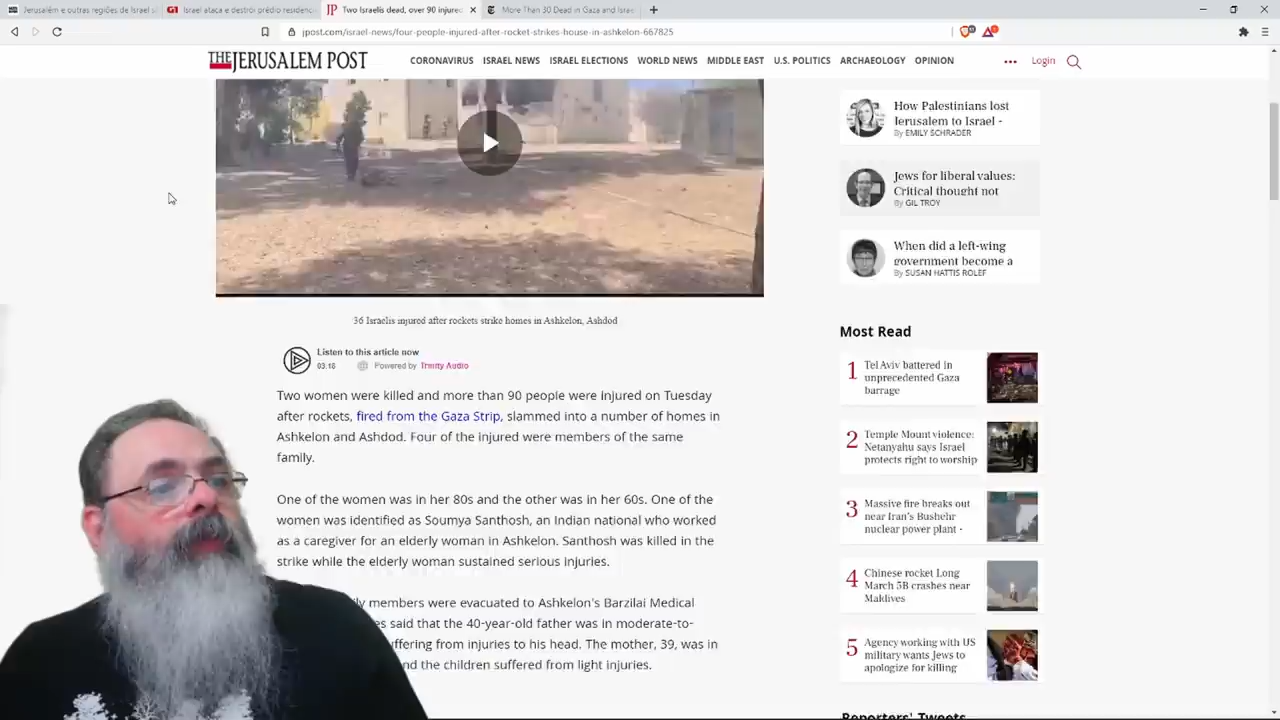 Jerusalém e outras regiões de Israel s
Israel ataca e destrói prédio residenc
JP Two Israelis dead, over 90 injured
More Than 30 Dead in Gaza and Israe
jpost.com/israel-news/four-people-injured-after-rocket-strikes-house-in-ashkelon-667825
THE JERUSALEM POST
CORONAVIRUS ISRAEL NEWS ISRAEL ELECTIONS WORLD NEWS MIDDLE EAST U.S. POLITICS ARCHAEOLOGY OPINION
Login
How Palestinians lost
Jerusalem to Israel -
By EMILY SCHRADER
Jews for liberal values:
Critical thought not
By GIL TROY
When did a left-wing
government become a
By SUSAN HATTIS ROLEF
36 Israelis injured after rockets strike homes in Ashkelon, Ashdod
Listen to this article now
03:18 Powered by Trinity Audio
Two women were killed and more than 90 people were injured on Tuesday
after rockets, fired from the Gaza Strip, slammed into a number of homes in
Ashkelon and Ashdod. Four of the injured were members of the same
family.
One of the women was in her 80s and the other was in her 60s. One of the
women was identified as Soumya Santhosh, an Indian national who worked
as a caregiver for an elderly woman in Ashkelon. Santhosh was killed in the
strike while the elderly woman sustained serious injuries.
members were evacuated to Ashkelon's Barzilai Medical
said that the 40-year-old father was in moderate-to-
suffering from injuries to his head. The mother, 39, was in
and the children suffered from light injuries.
Most Read
1 Tel Aviv battered in
unprecedented Gaza
barrage
2 Temple Mount violence:
Netanyahu says Israel
protects right to worship
3 Massive fire breaks out
near Iran's Bushehr
nuclear power plant -
4 Chinese rocket Long
March 5B crashes near
Maldives
5 Agency working with US
military wants Jews to
apologize for killing
Reporters' Tweets